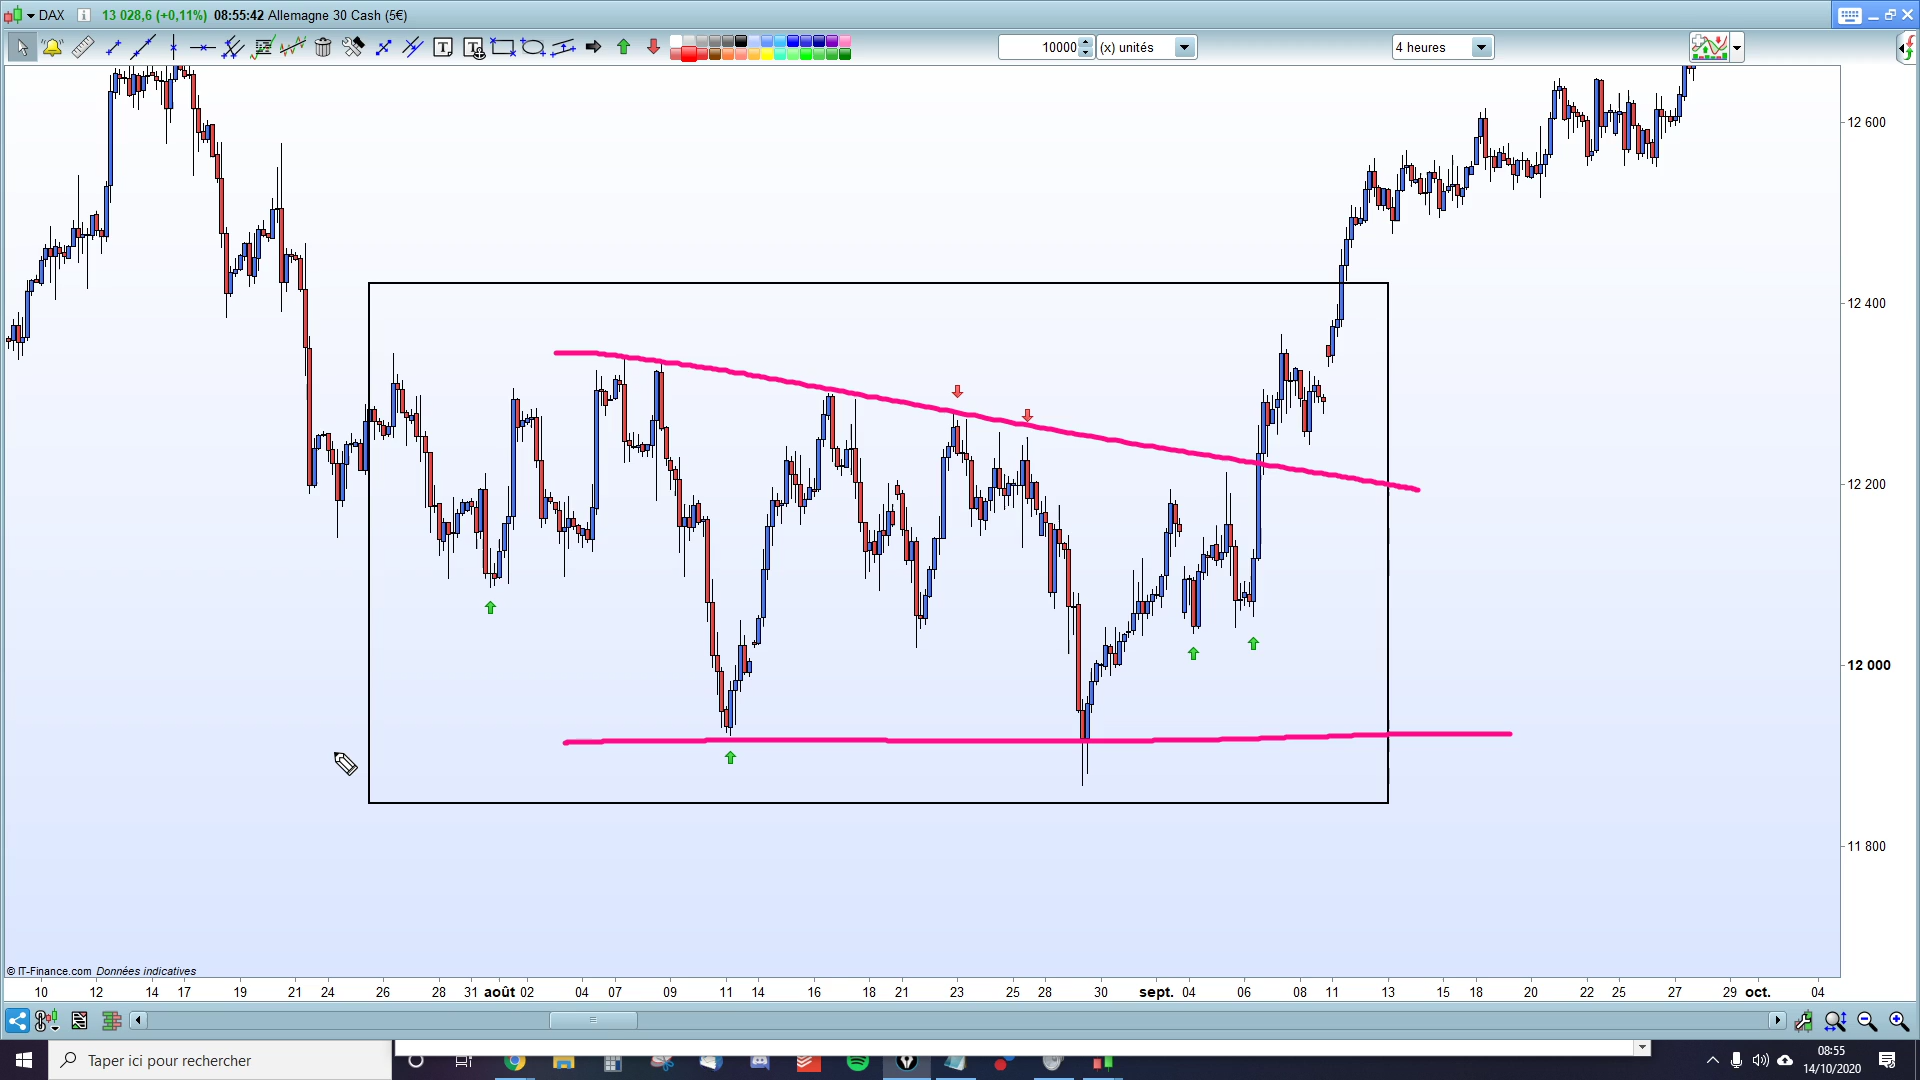 DAX 13 028,6 (+0,11%) 08:55:42 Allemagne 30 Cash (5€)
10000 (x) unités 4 heures
12 600
12 400
12 200
12 000
11 800
© IT-Finance.com Données indicatives
10 12 14 17 19 21 24 26 28 31 août 02 04 07 09 11 14 16 18 21 23 25 28 30 sept. 04 06 08 11 13 15 18 20 22 25 27 29 oct. 04
Taper ici pour rechercher
08:55
14/10/2020